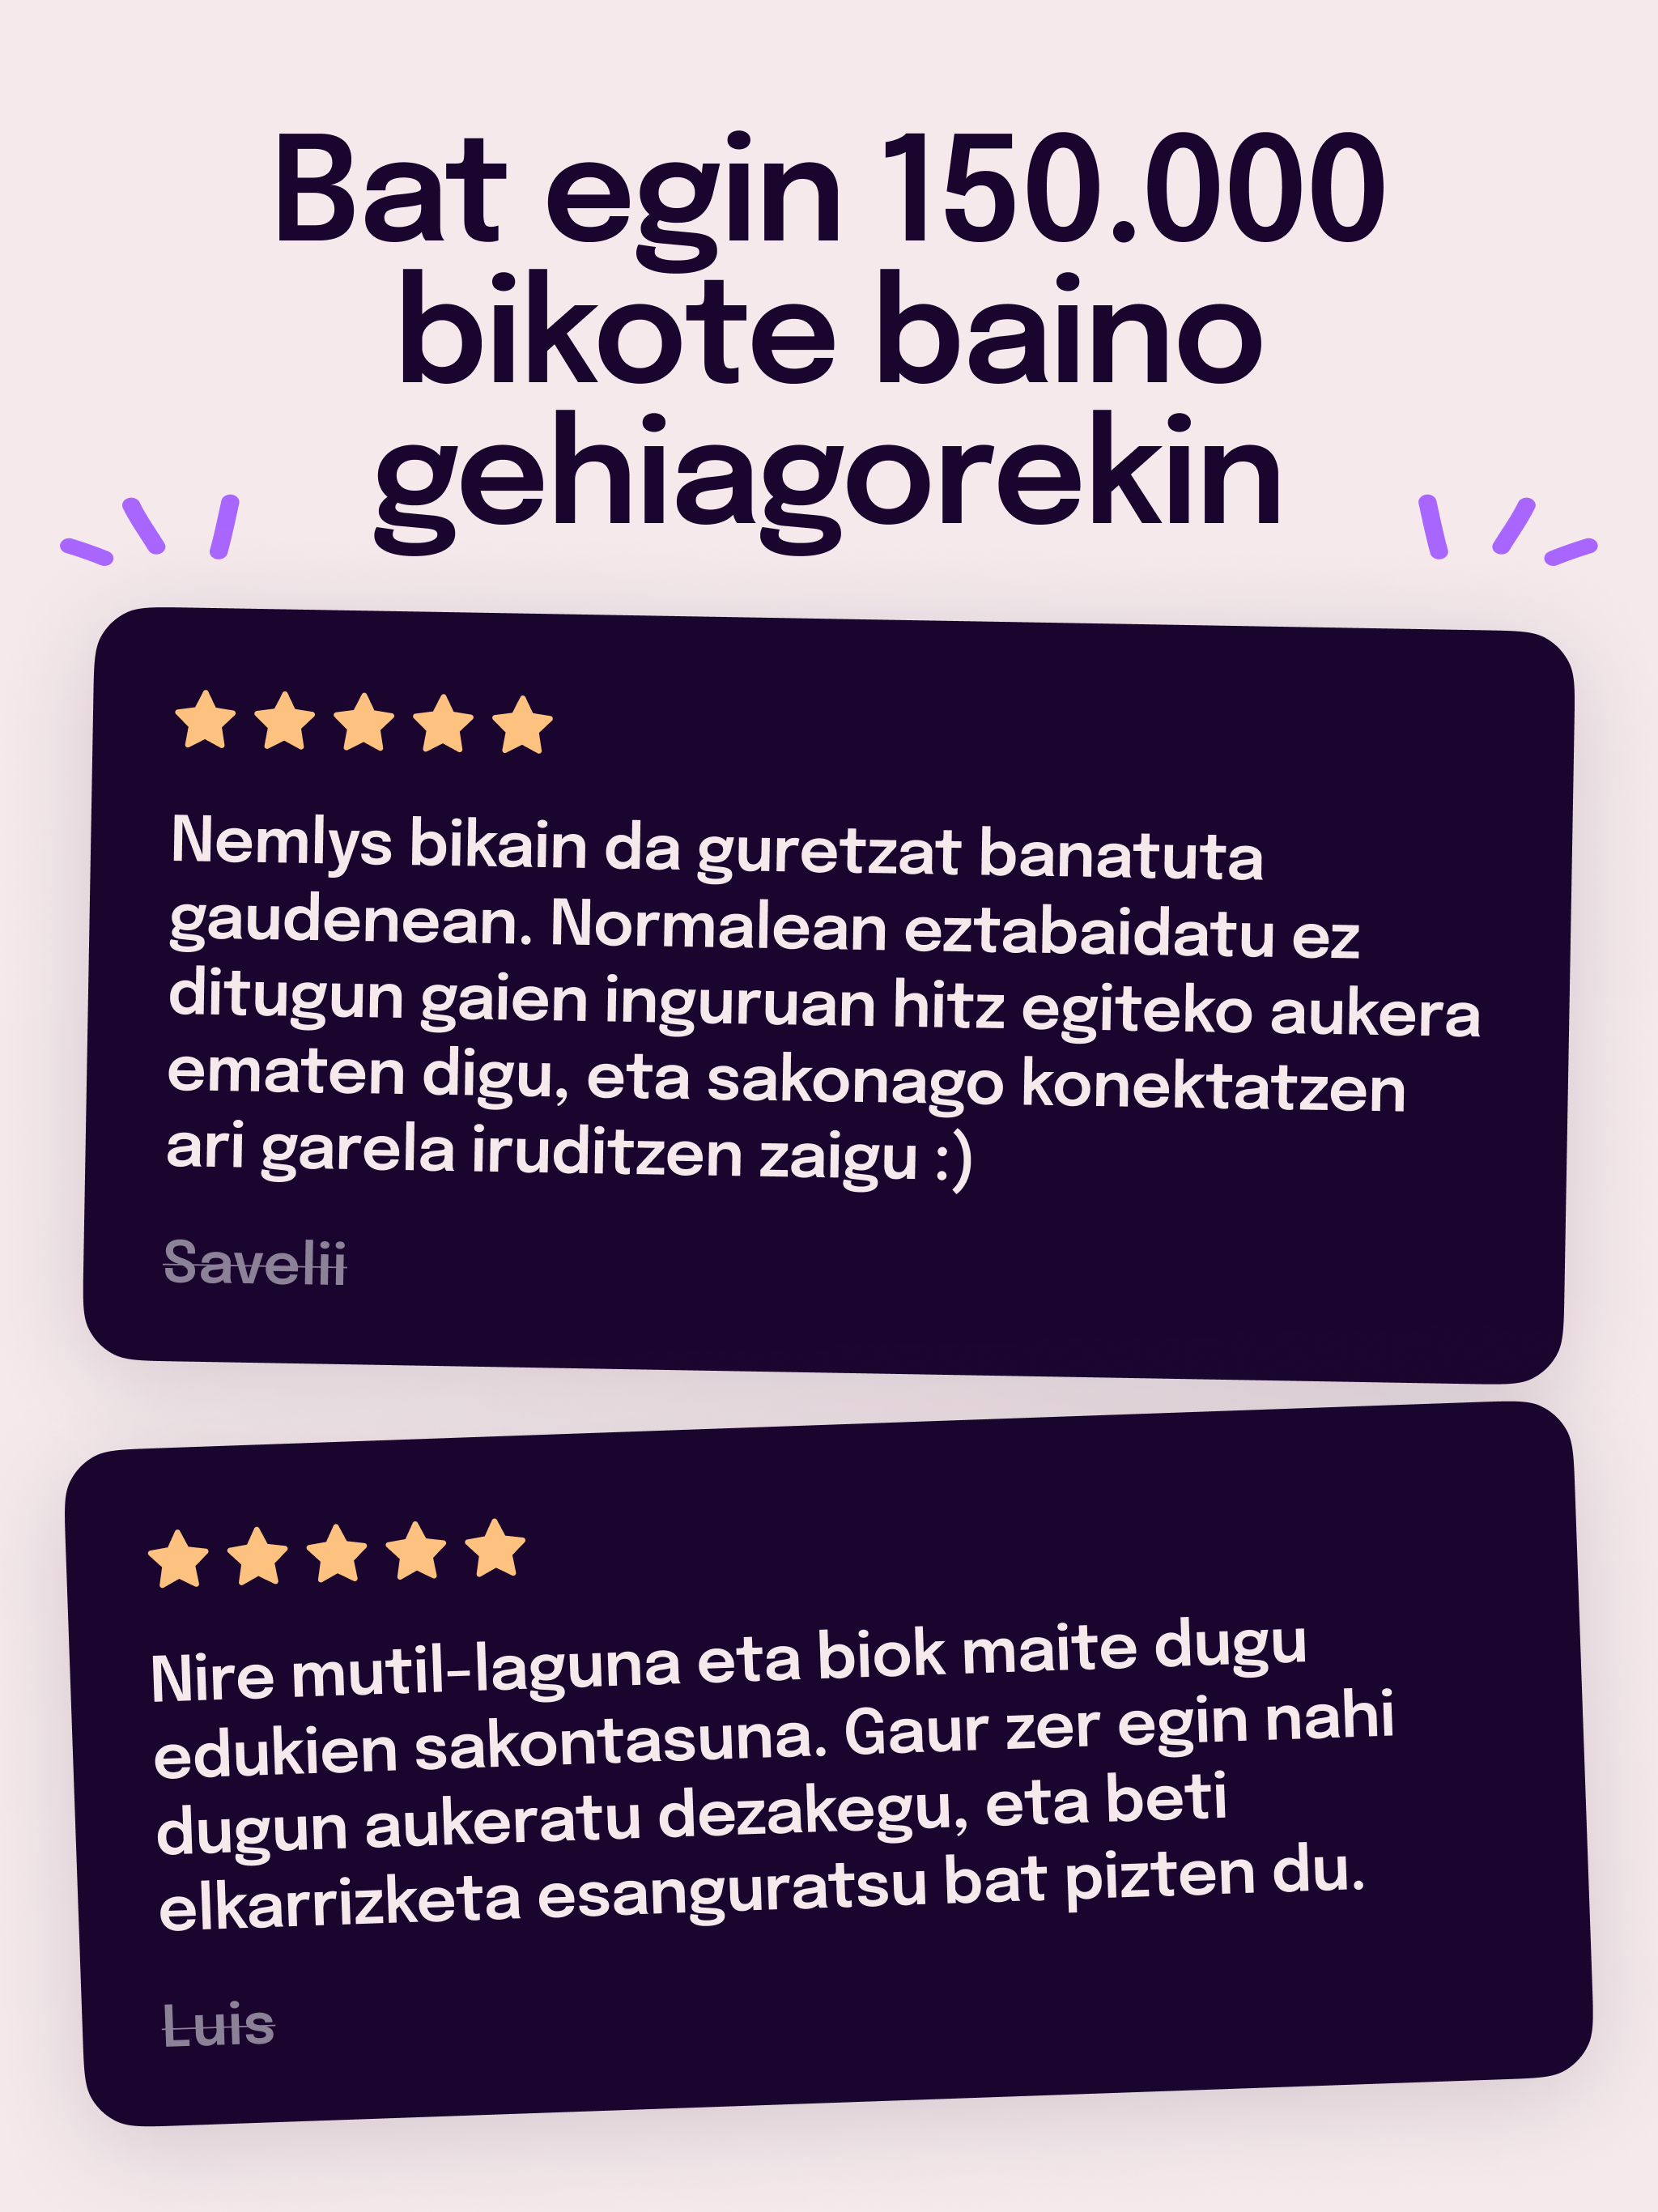 Bat egin 150.000
bikote baino
gehiagorekin
Nemlys bikain da guretzat banatuta
gaudenean. Normalean eztabaidatu ez
ditugun gaien inguruan hitz egiteko aukera
ematen digu, eta sakonago konektatzen
ari garela iruditzen zaigu :)
Savelii
Nire mutil-laguna eta biok maite dugu
edukien sakontasuna. Gaur zer egin nahi
dugun aukeratu dezakegu, eta beti
elkarrizketa esanguratsu bat pizten du.
Luis